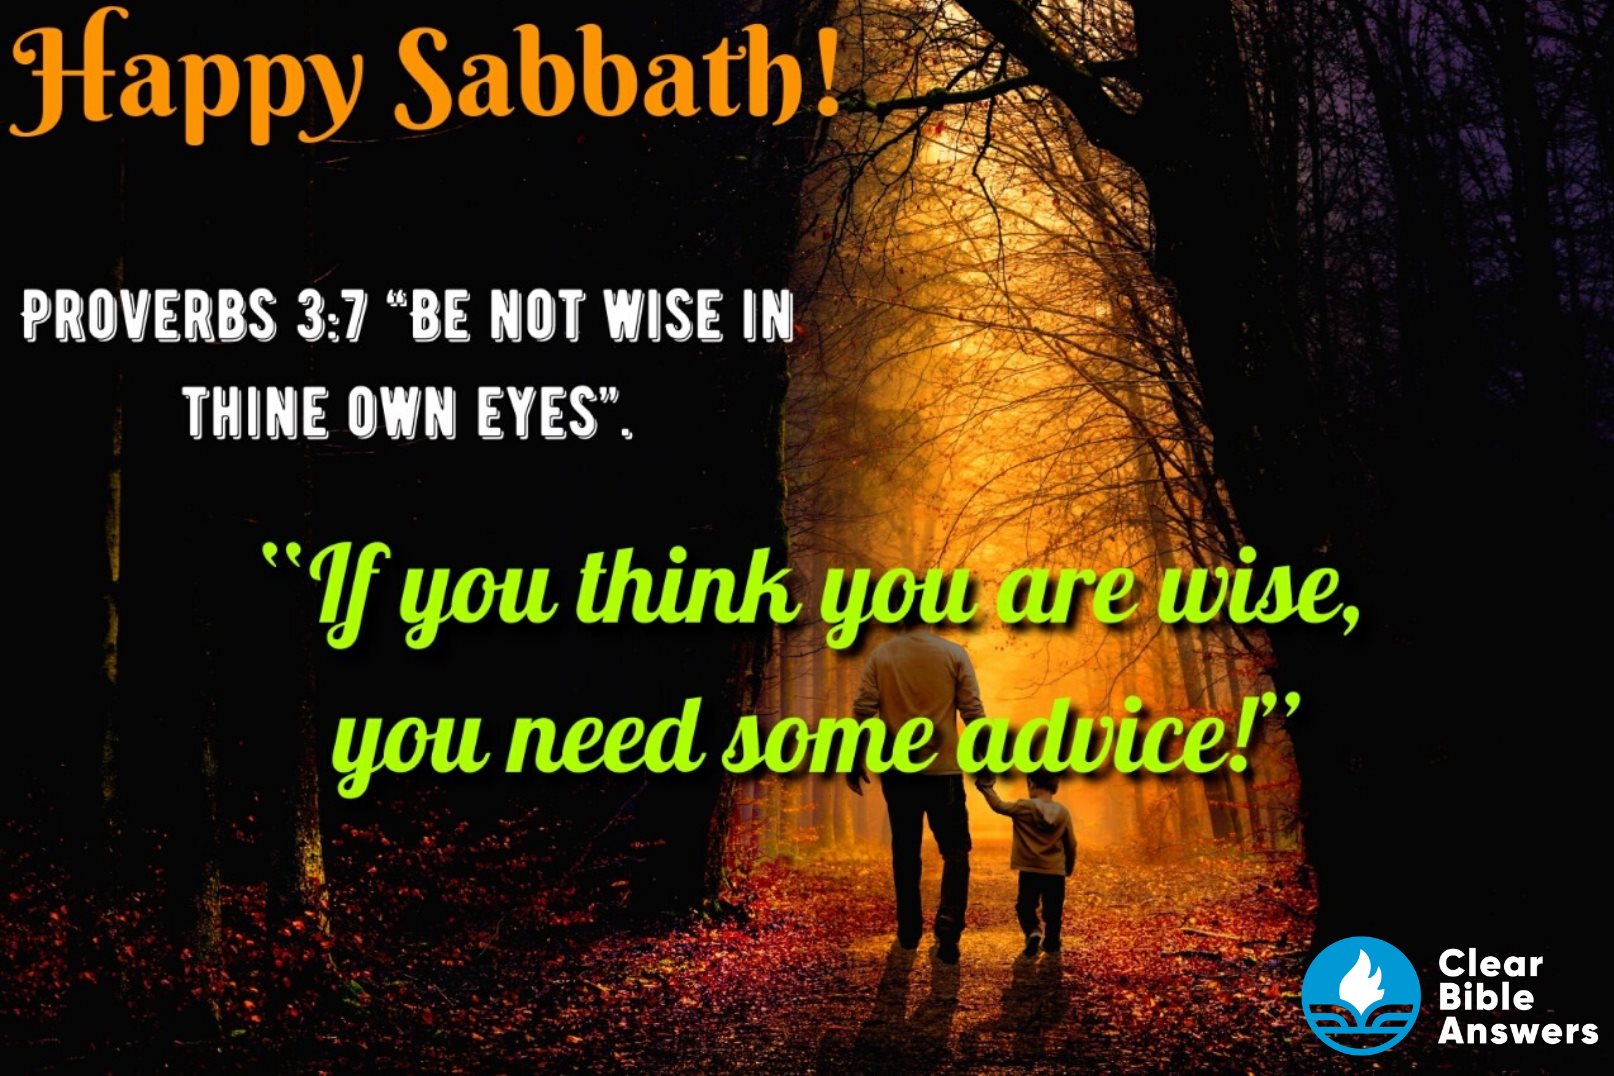 Happy Sabbath!
PROVERBS 3:7 “BE NOT WISE IN
THINE OWN EYES”.
“If you think you are wise,
you need some advice!”
Clear
Bible
Answers